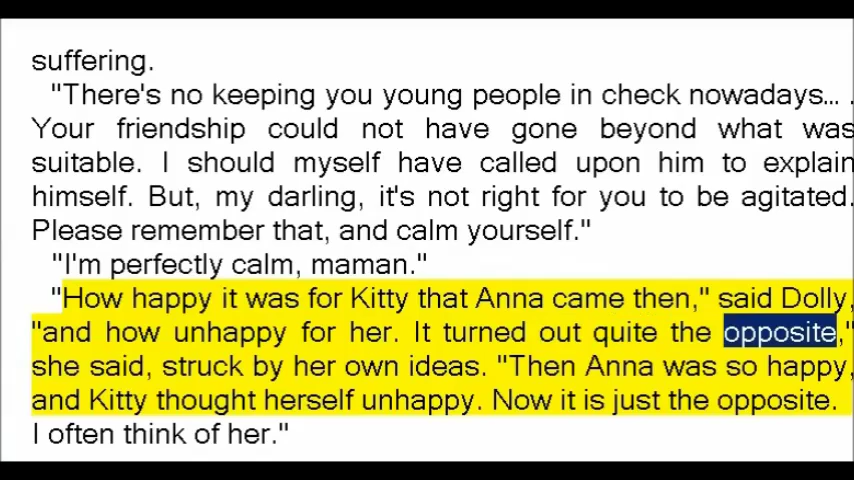 suffering.
"There's no keeping you young people in check nowadays... .
Your friendship could not have gone beyond what was
suitable. I should myself have called upon him to explain
himself. But, my darling, it's not right for you to be agitated.
Please remember that, and calm yourself."
"I'm perfectly calm, maman."
"How happy it was for Kitty that Anna came then," said Dolly,
"and how unhappy for her. It turned out quite the opposite,"
she said, struck by her own ideas. "Then Anna was so happy,
and Kitty thought herself unhappy. Now it is just the opposite.
I often think of her."